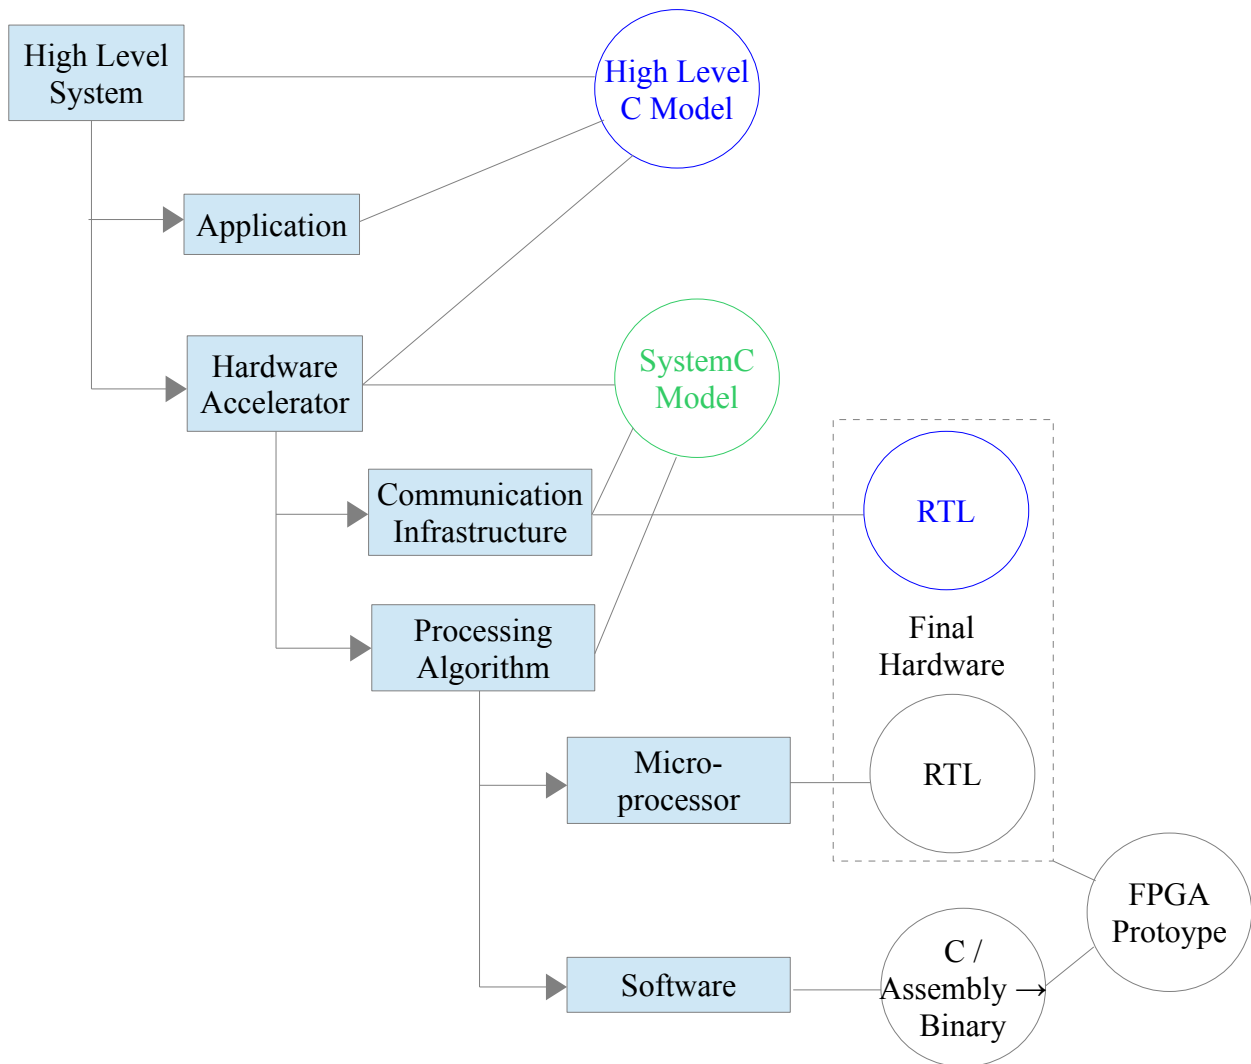 High Level
System
High Level
C Model
Application
Hardware
Accelerator
SystemC
Model
Communication
Infrastructure
RTL
Processing
Algorithm
Final
Hardware
Micro-
processor
RTL
FPGA
Protoype
Software
C /
Assembly →
Binary